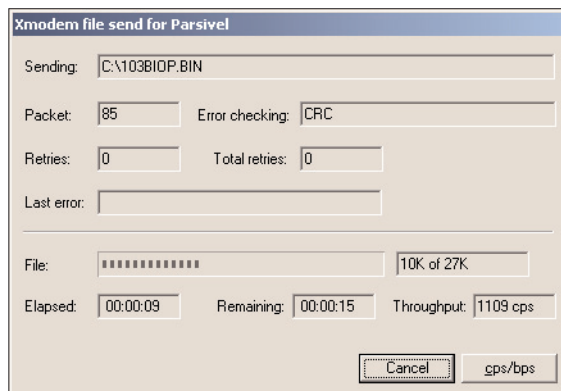 Xmodem file send for Parsivel
Sending: C:\103BIOP.BIN
Packet: 85 Error checking: CRC
Retries: 0 Total retries: 0
Last error:
File: 10K of 27K
Elapsed: 00:00:09 Remaining: 00:00:15 Throughput: 1109 cps
Cancel cps/bps